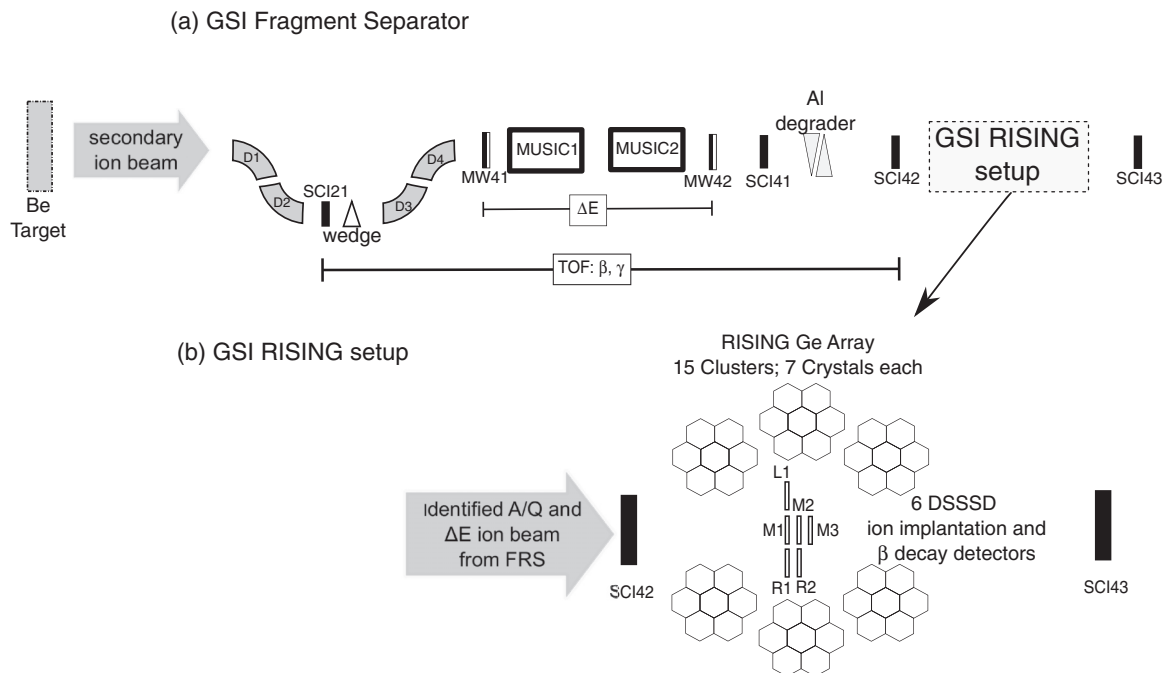 (a) GSI Fragment Separator
Be
Target
secondary
ion beam
D1
D2
SCI21
wedge
D3
D4
MW41
MUSIC1
MUSIC2
MW42
ΔE
SCI41
Al
degrader
SCI42
GSI RISING
setup
SCI43
TOF: β, γ
(b) GSI RISING setup
RISING Ge Array
15 Clusters; 7 Crystals each
Identified A/Q and
ΔE ion beam
from FRS
SCI42
L1
M2
M1
M3
R1
R2
6 DSSSD
ion implantation and
β decay detectors
SCI43